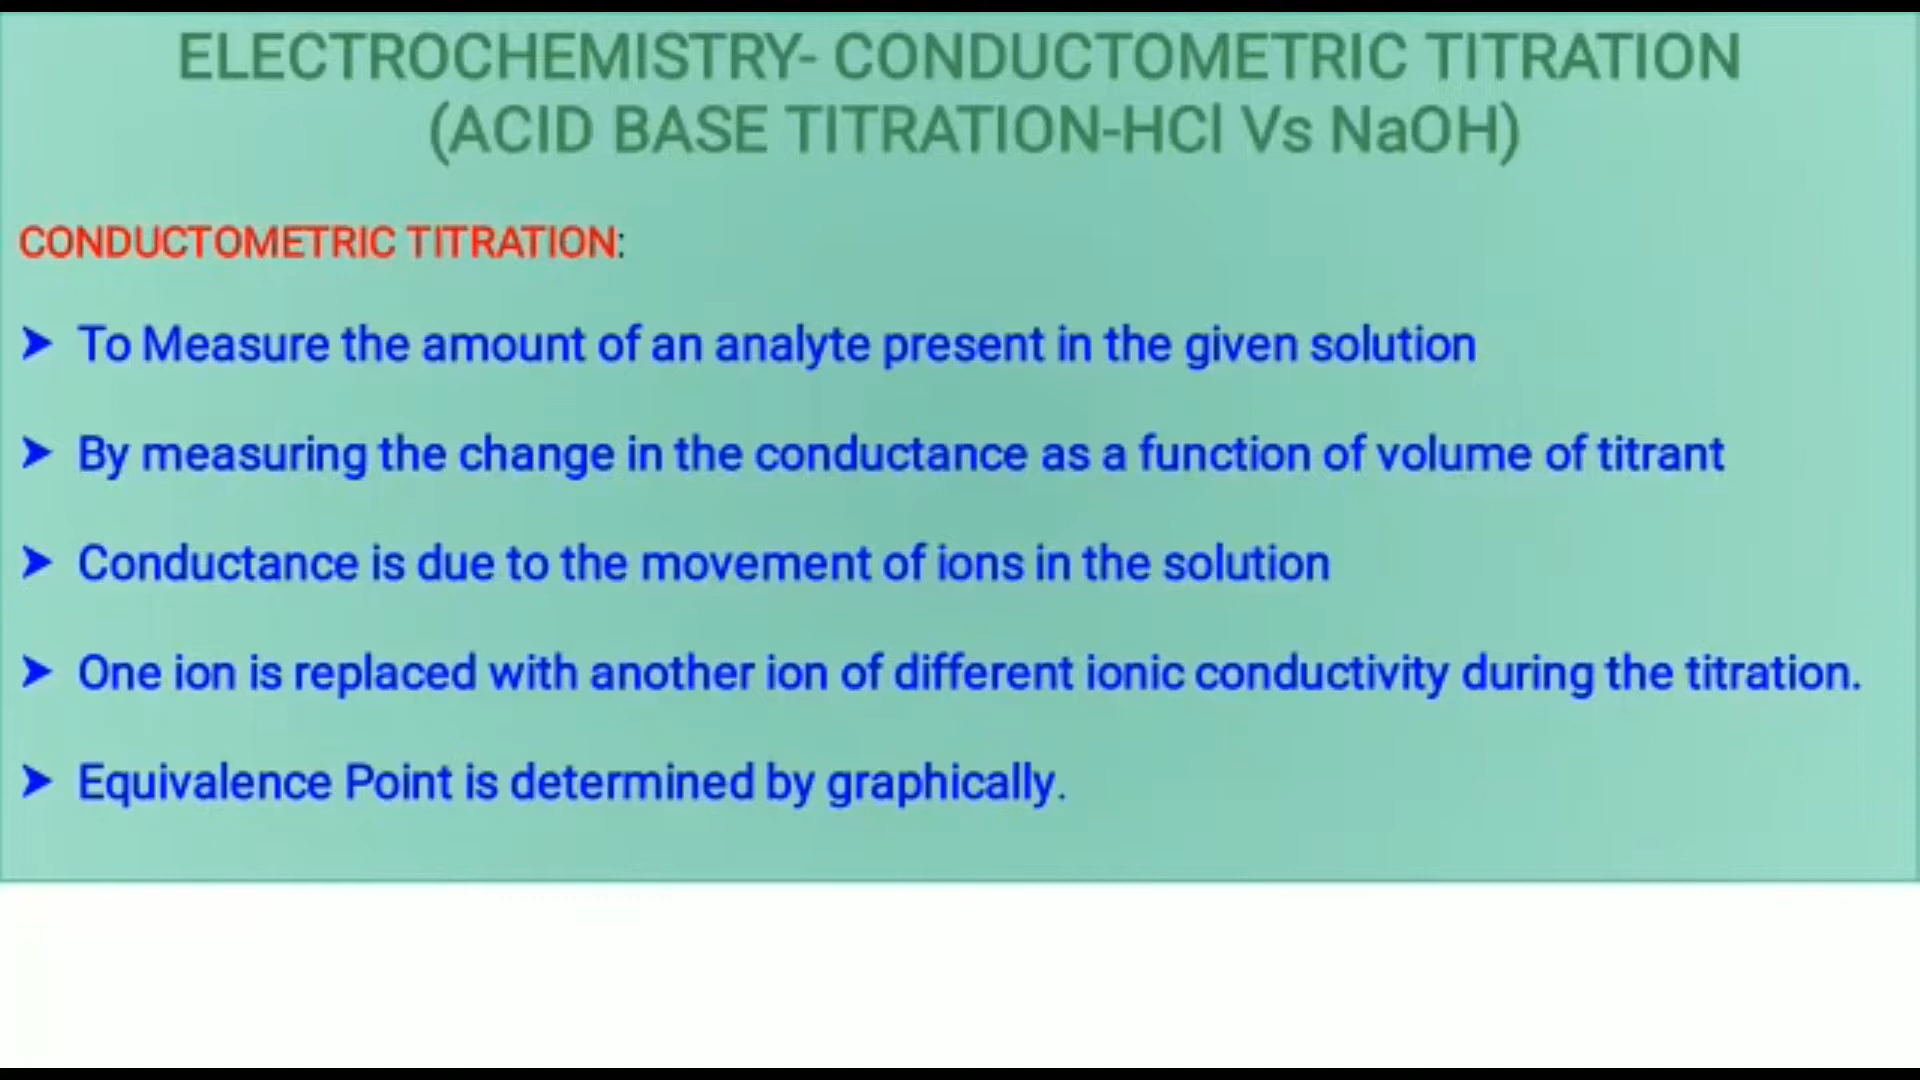 ELECTROCHEMISTRY- CONDUCTOMETRIC TITRATION
(ACID BASE TITRATION-HCl Vs NaOH)
CONDUCTOMETRIC TITRATION:
➤ To Measure the amount of an analyte present in the given solution
➤ By measuring the change in the conductance as a function of volume of titrant
➤ Conductance is due to the movement of ions in the solution
➤ One ion is replaced with another ion of different ionic conductivity during the titration.
➤ Equivalence Point is determined by graphically.